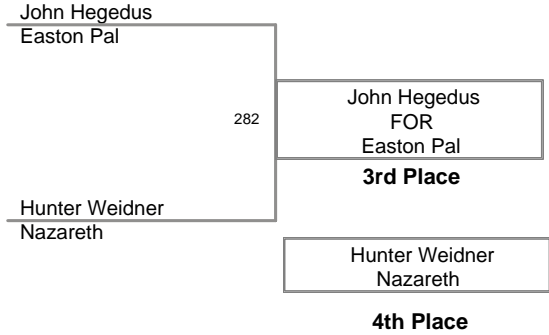 John Hegedus
Easton Pal
282
John Hegedus
FOR
Easton Pal
3rd Place
Hunter Weidner
Nazareth
Hunter Weidner
Nazareth
4th Place